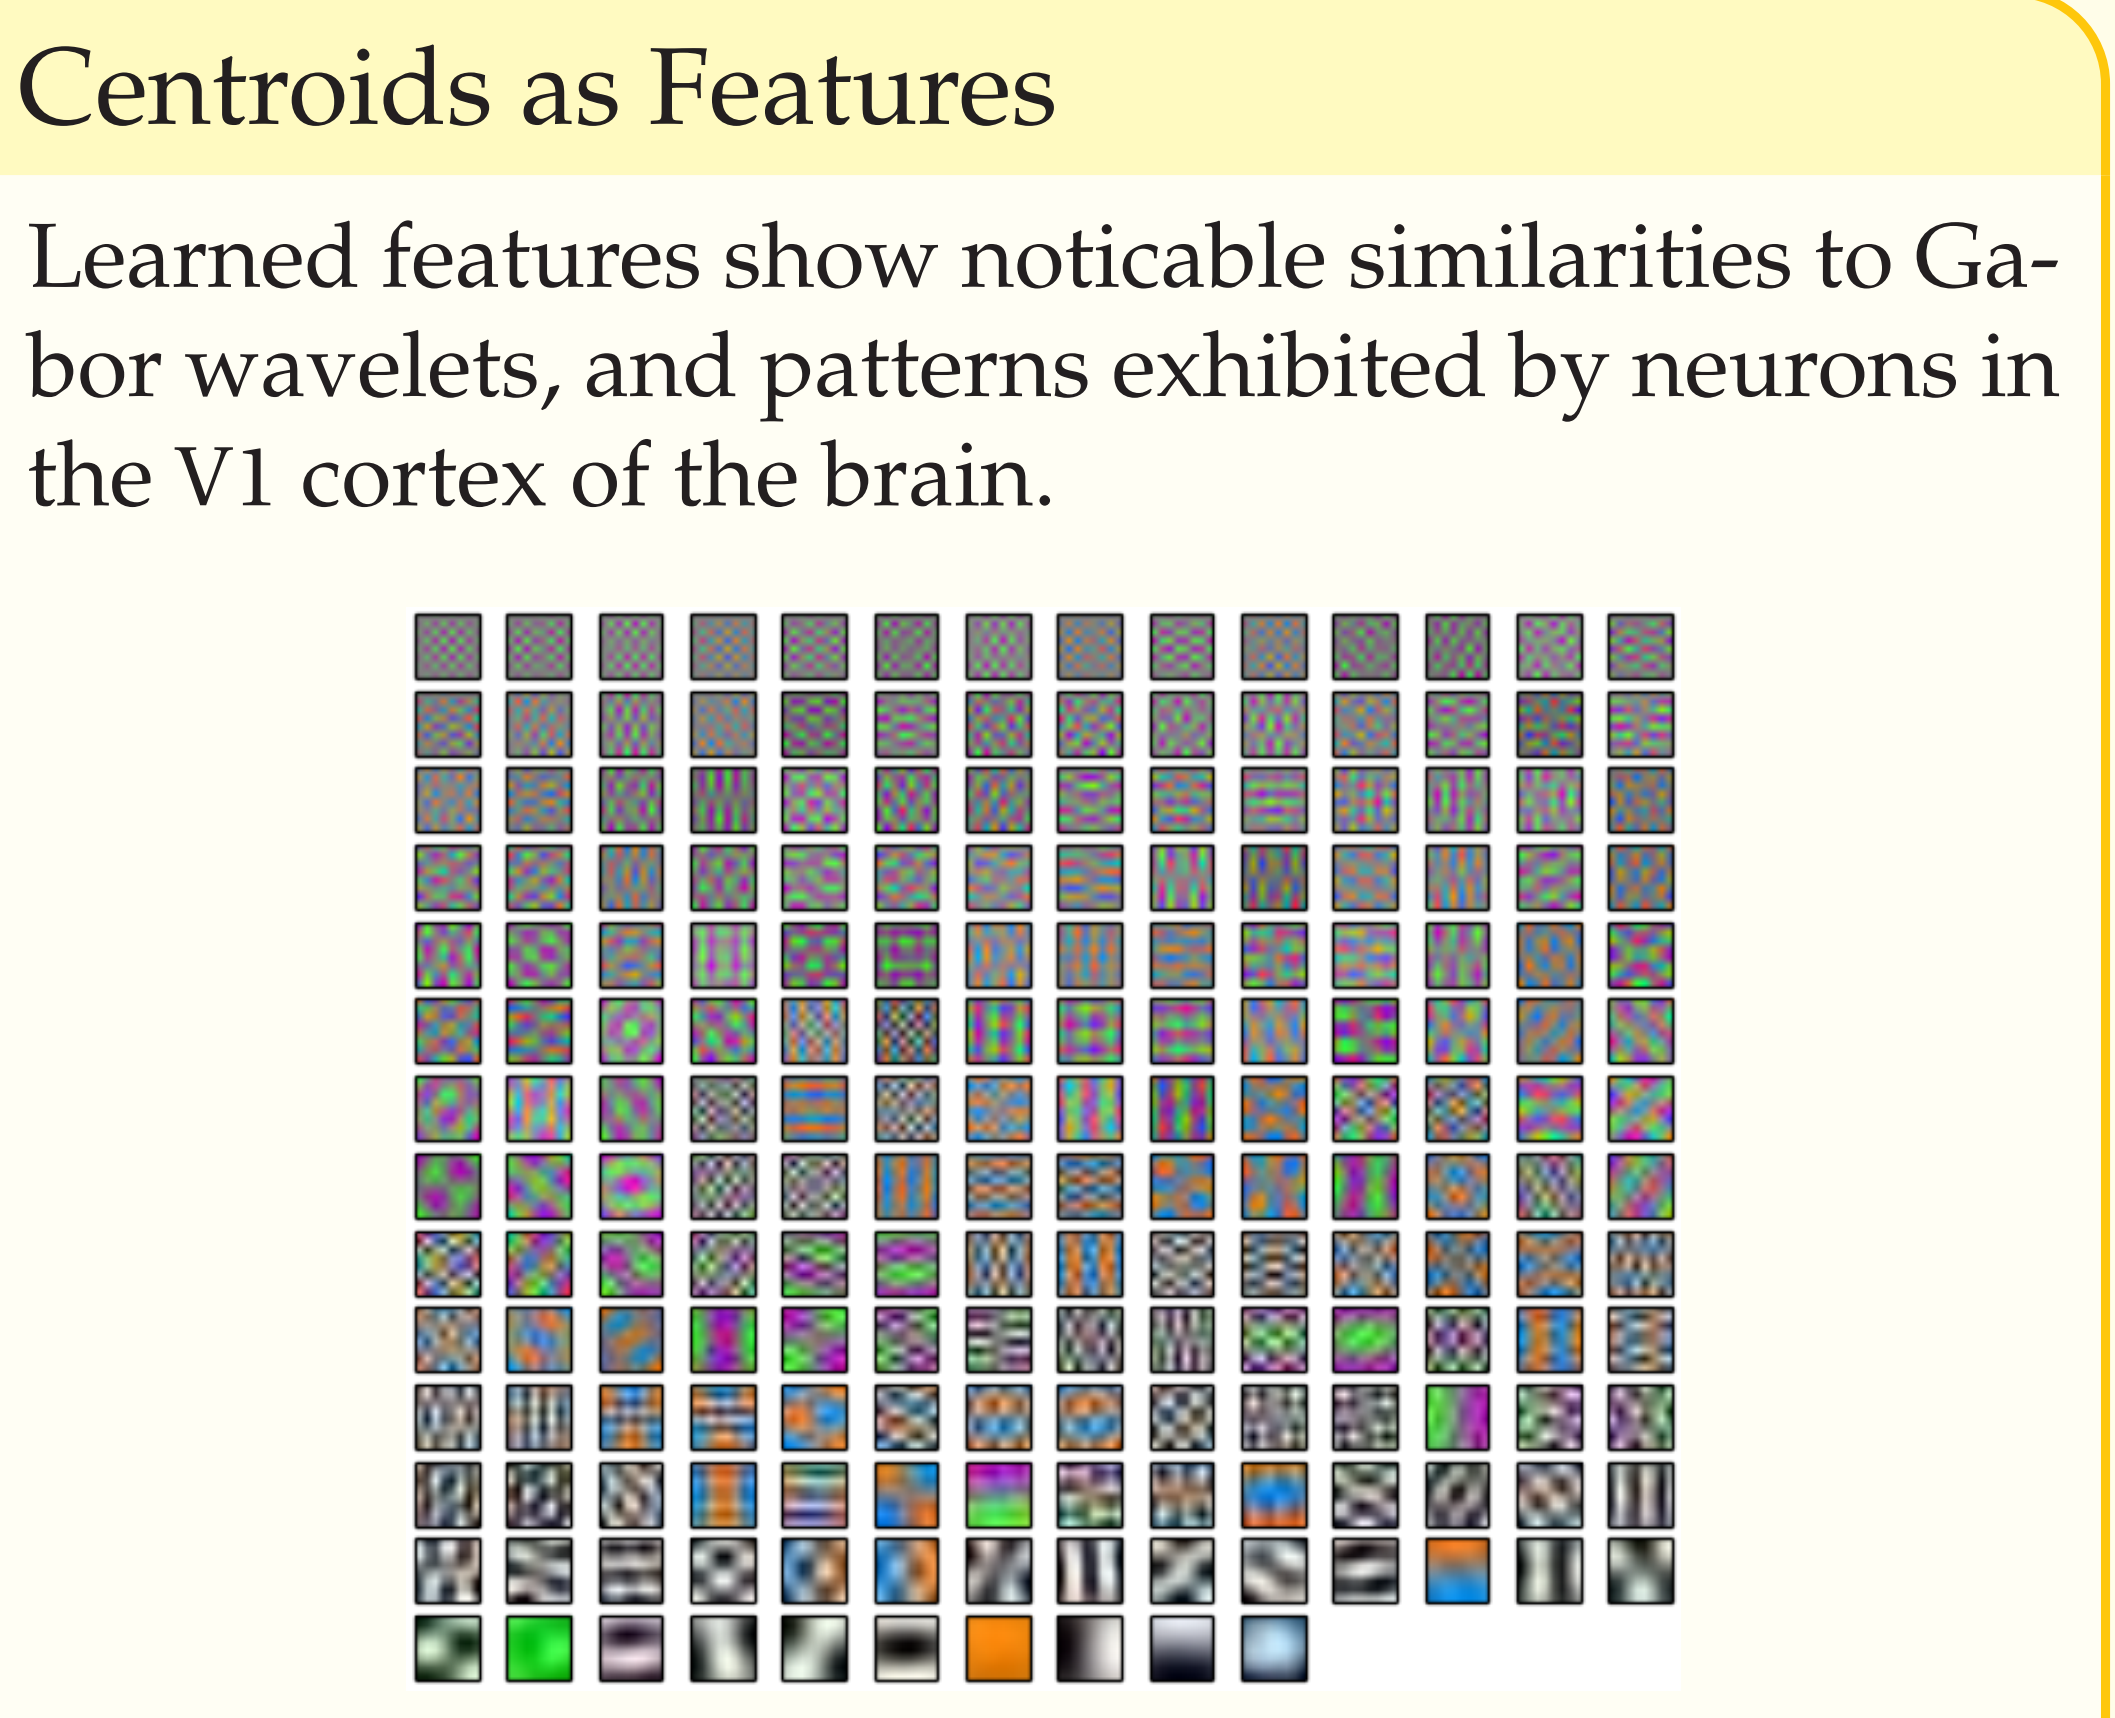 Centroids as Features
Learned features show noticable similarities to Ga-
bor wavelets, and patterns exhibited by neurons in
the V1 cortex of the brain.